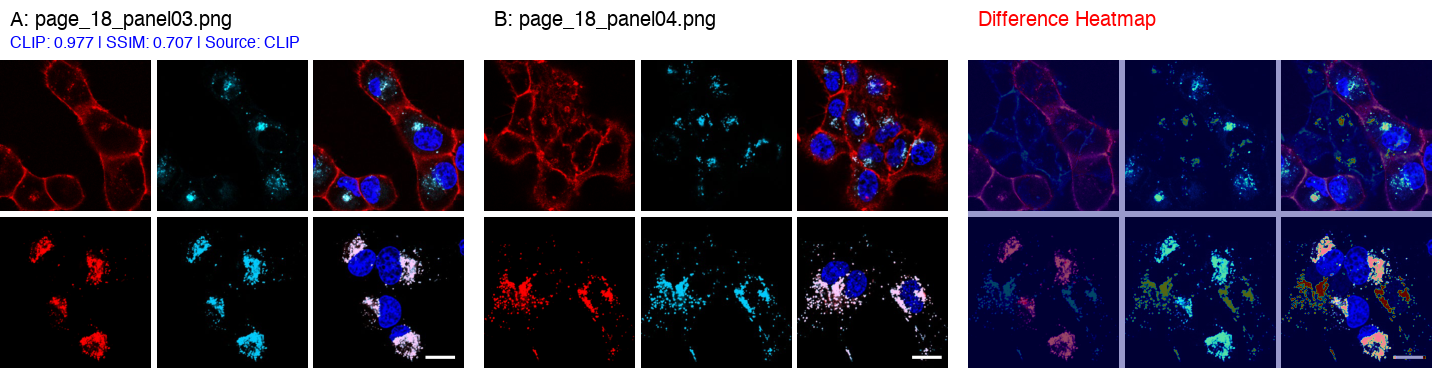 A: page_18_panel03.png
CLIP: 0.977 | SSIM: 0.707 | Source: CLIP
B: page_18_panel04.png
Difference Heatmap